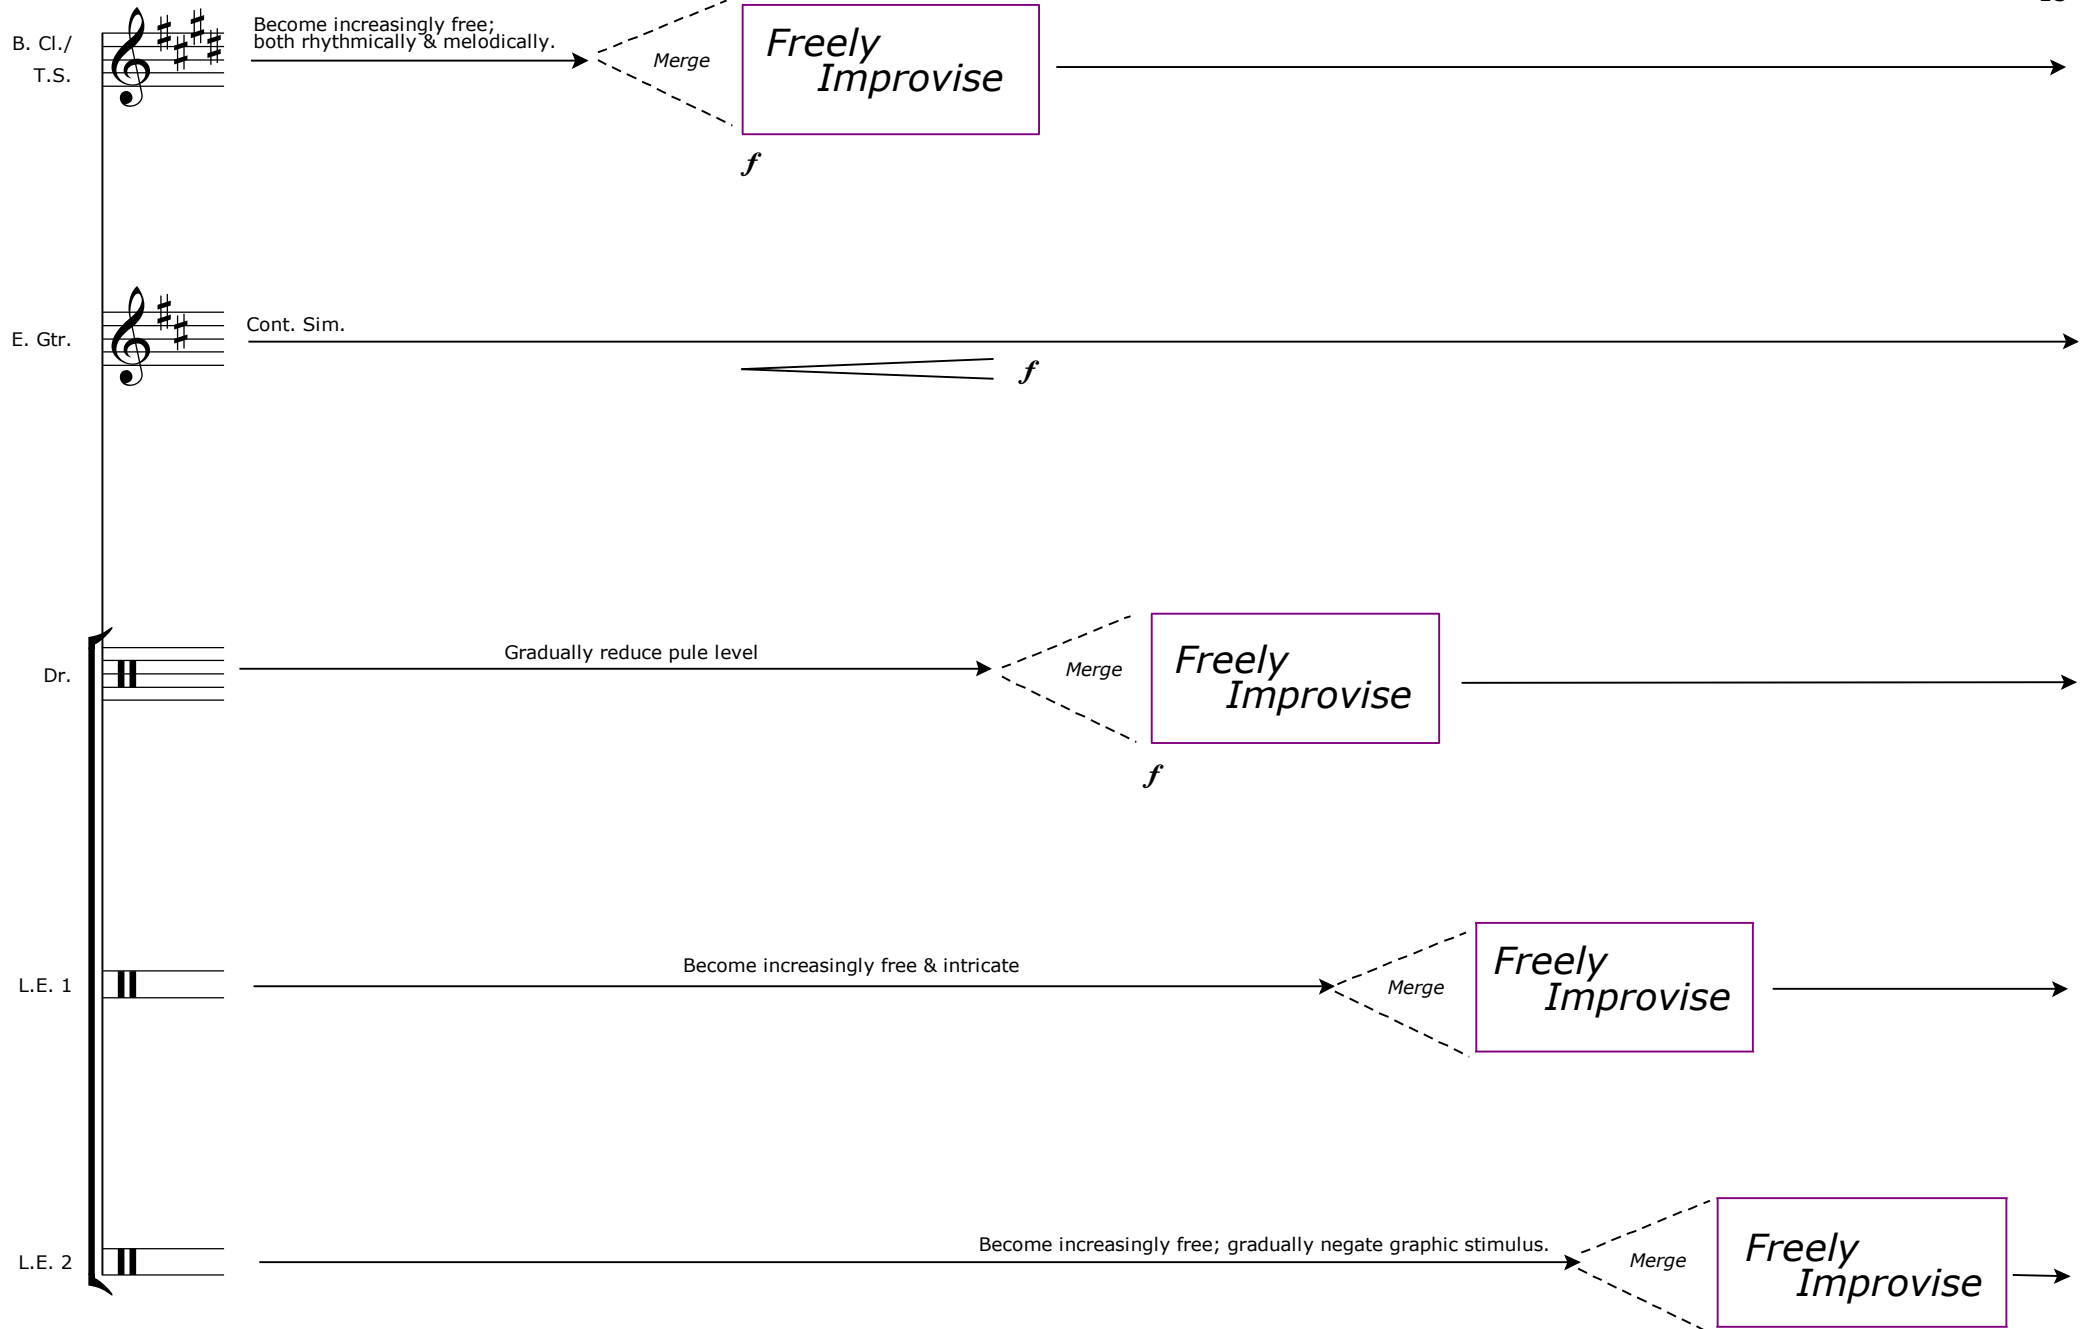 Become increasingly free;
B. Cl./
both rhythmically & melodically.
T.S.
Merge
Freely
Improvise
f
E. Gtr.
Cont. Sim.
f
Dr.
Gradually reduce pule level
Merge
Freely
Improvise
f
L.E. 1
Become increasingly free & intricate
Merge
Freely
Improvise
L.E. 2
Become increasingly free; gradually negate graphic stimulus.
Merge
Freely
Improvise